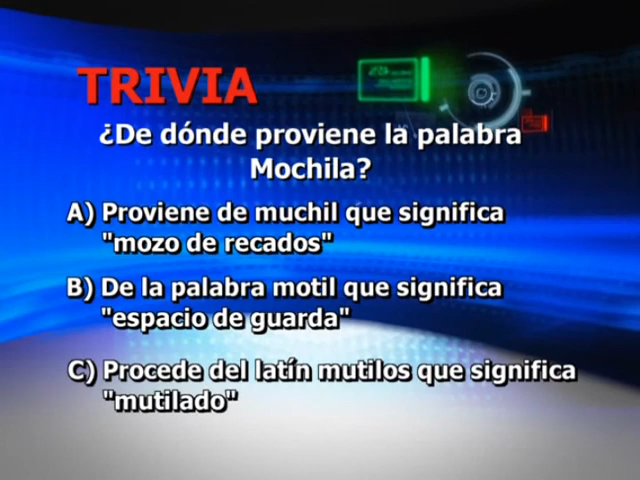 TRIVIA
¿De dónde proviene la palabra
Mochila?
A) Proviene de muchil que significa
"mozo de recados"
B) De la palabra motil que significa
"espacio de guarda"
C) Procede del latín mutilos que significa
"mutilado"